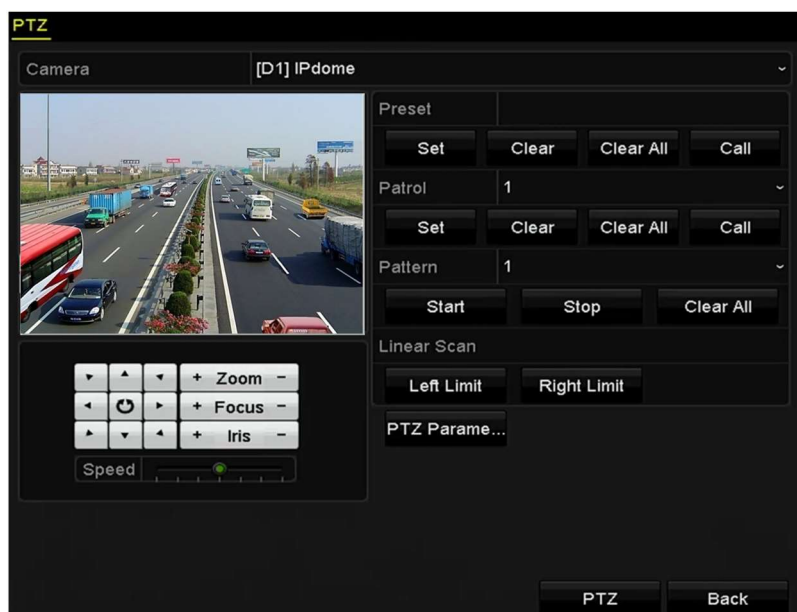 PTZ
Camera [D1] IPdome
Preset
Set Clear Clear All Call
Patrol 1
Set Clear Clear All Call
Pattern 1
Start Stop Clear All
Linear Scan
Left Limit Right Limit
PTZ Parame...
+ Zoom -
+ Focus -
+ Iris -
Speed
PTZ Back